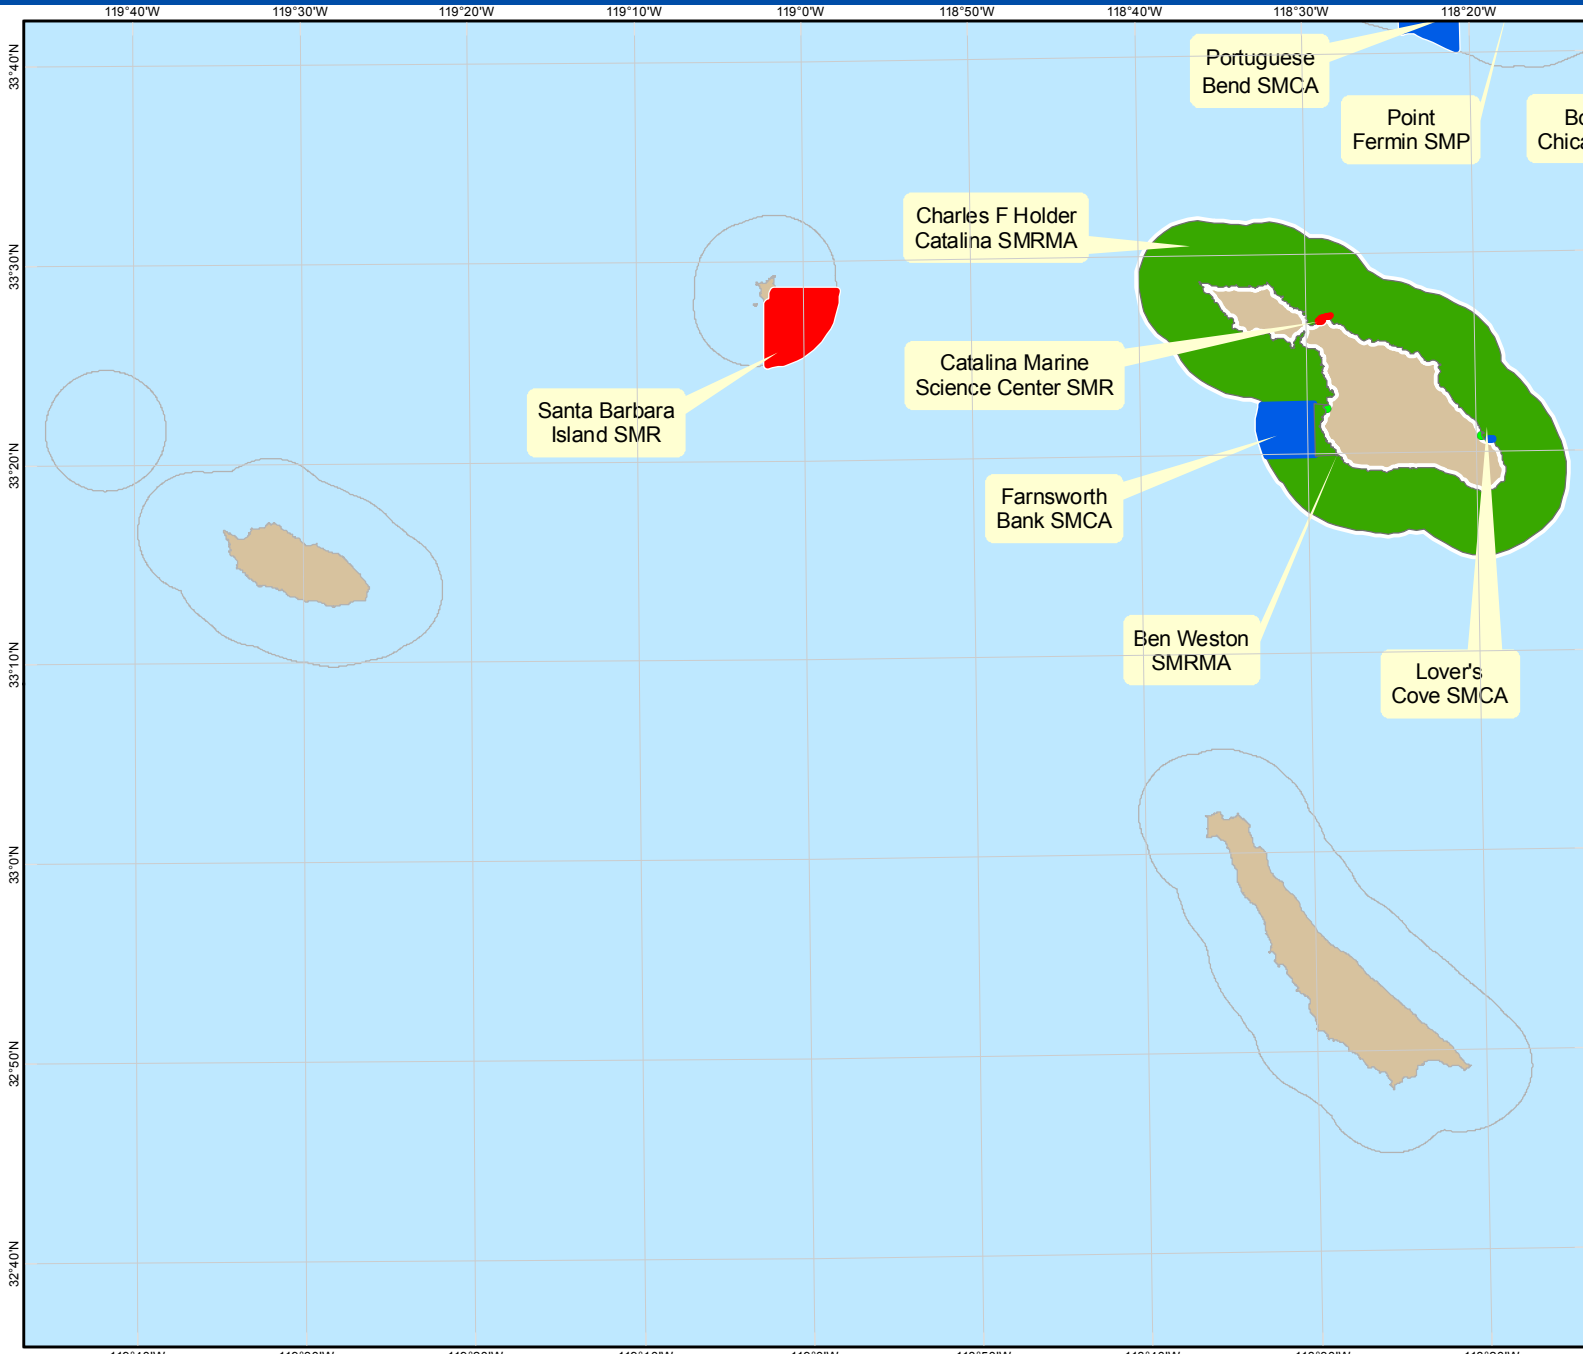 119°40'W
119°30'W
119°20'W
119°10'W
119°0'W
118°50'W
118°40'W
118°30'W
118°20'W
33°40'N
33°30'N
33°20'N
33°10'N
33°0'N
32°50'N
32°40'N
Portuguese
Bend SMCA
Point
Fermin SMP
Charles F Holder
Catalina SMRMA
Catalina Marine
Science Center SMR
Santa Barbara
Island SMR
Farnsworth
Bank SMCA
Ben Weston
SMRMA
Lover's
Cove SMCA